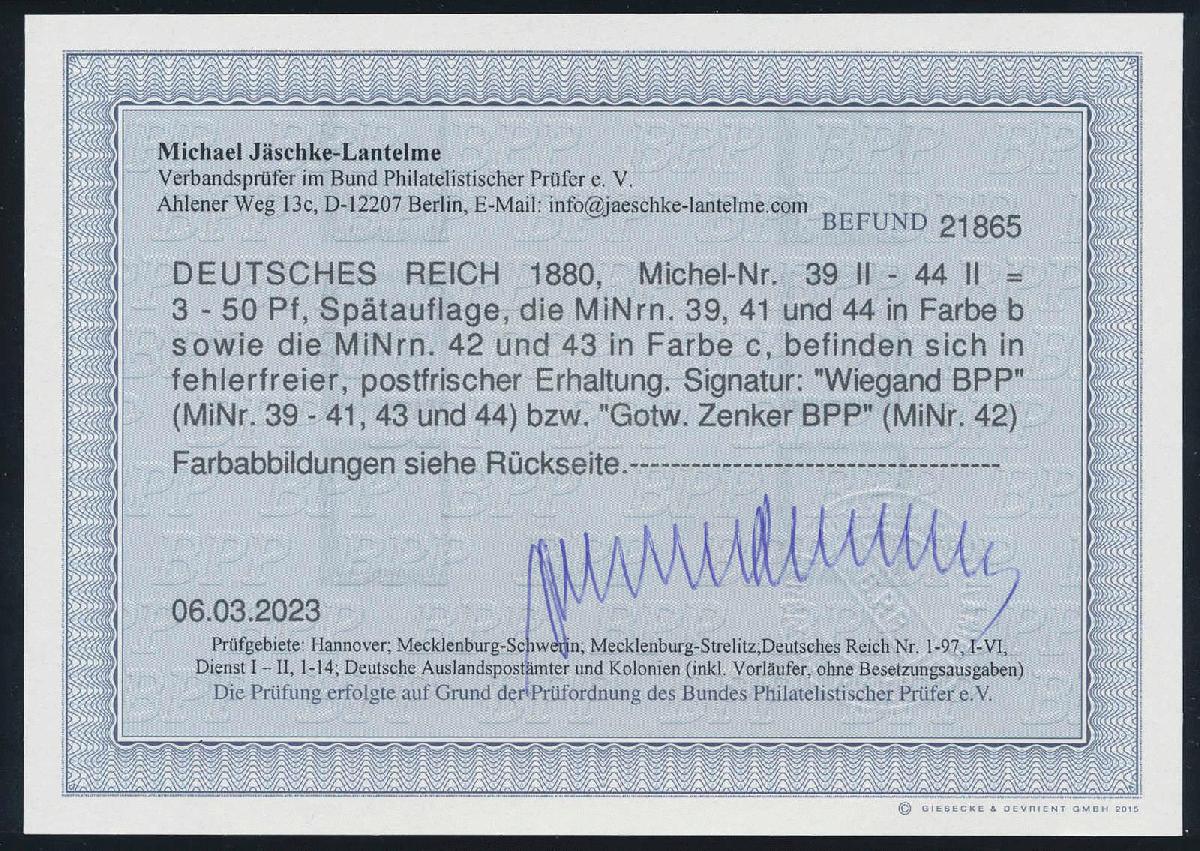 Michael Jäschke-Lantelme
Verbandsprüfer im Bund Philatelistischer Prüfer e. V.
Ahlener Weg 13c, D-12207 Berlin, E-Mail: info@jaeschke-lantelme.com
BEFUND 21865
DEUTSCHES REICH 1880, Michel-Nr. 39 II - 44 II =
3 - 50 Pf, Spätauflage, die MiNrn. 39, 41 und 44 in Farbe b
sowie die MiNrn. 42 und 43 in Farbe c, befinden sich in
fehlerfreier, postfrischer Erhaltung. Signatur: "Wiegand BPP"
(MiNr. 39 - 41, 43 und 44) bzw. "Gotw. Zenker BPP" (MiNr. 42)
Farbabbildungen siehe Rückseite.------------------------------------
06.03.2023
Prüfgebiete: Hannover; Mecklenburg-Schwerin, Mecklenburg-Strelitz,Deutsches Reich Nr. 1-97, I-VI,
Dienst I – II, 1-14; Deutsche Auslandspostämter und Kolonien (inkl. Vorläufer, ohne Besetzungsausgaben)
Die Prüfung erfolgte auf Grund der Prüfordnung des Bundes Philatelistischer Prüfer e.V.
© GIESECKE & DEVRIENT GMBH 2015